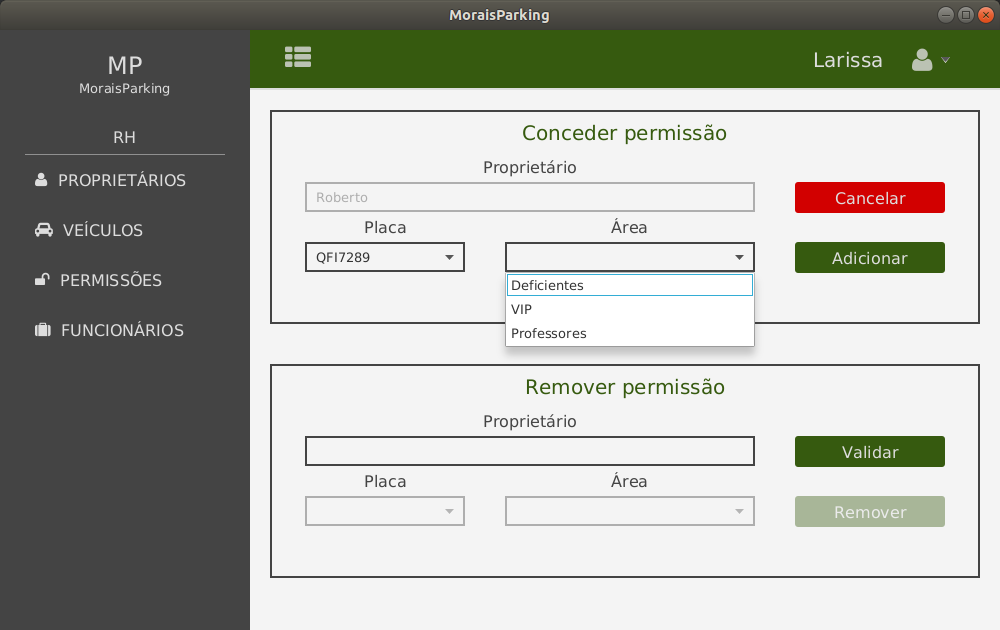 MoraisParking
MP
MoraisParking
RH
PROPRIETÁRIOS
VEÍCULOS
PERMISSÕES
FUNCIONÁRIOS
Larissa
Conceder permissão
Proprietário
Roberto
Cancelar
Placa
Área
QFI7289
Adicionar
Deficientes
VIP
Professores
Remover permissão
Proprietário
Validar
Placa
Área
Remover